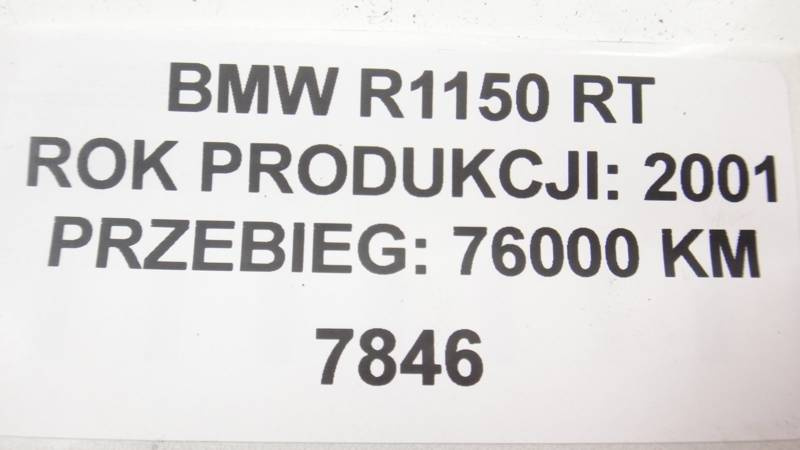 BMW R1150 RT
ROK PRODUKCJI: 2001
PRZEBIEG: 76000 KM
7846